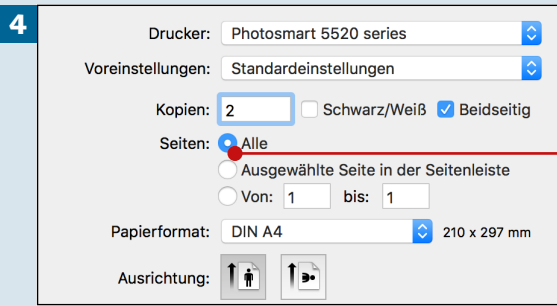 4
Drucker: Photosmart 5520 series
Voreinstellungen: Standardeinstellungen
Kopien: 2 Schwarz/Weiß Beidseitig
Seiten: Alle
Ausgewählte Seite in der Seitenleiste
Von: 1 bis: 1
Papierformat: DIN A4 210 x 297 mm
Ausrichtung: